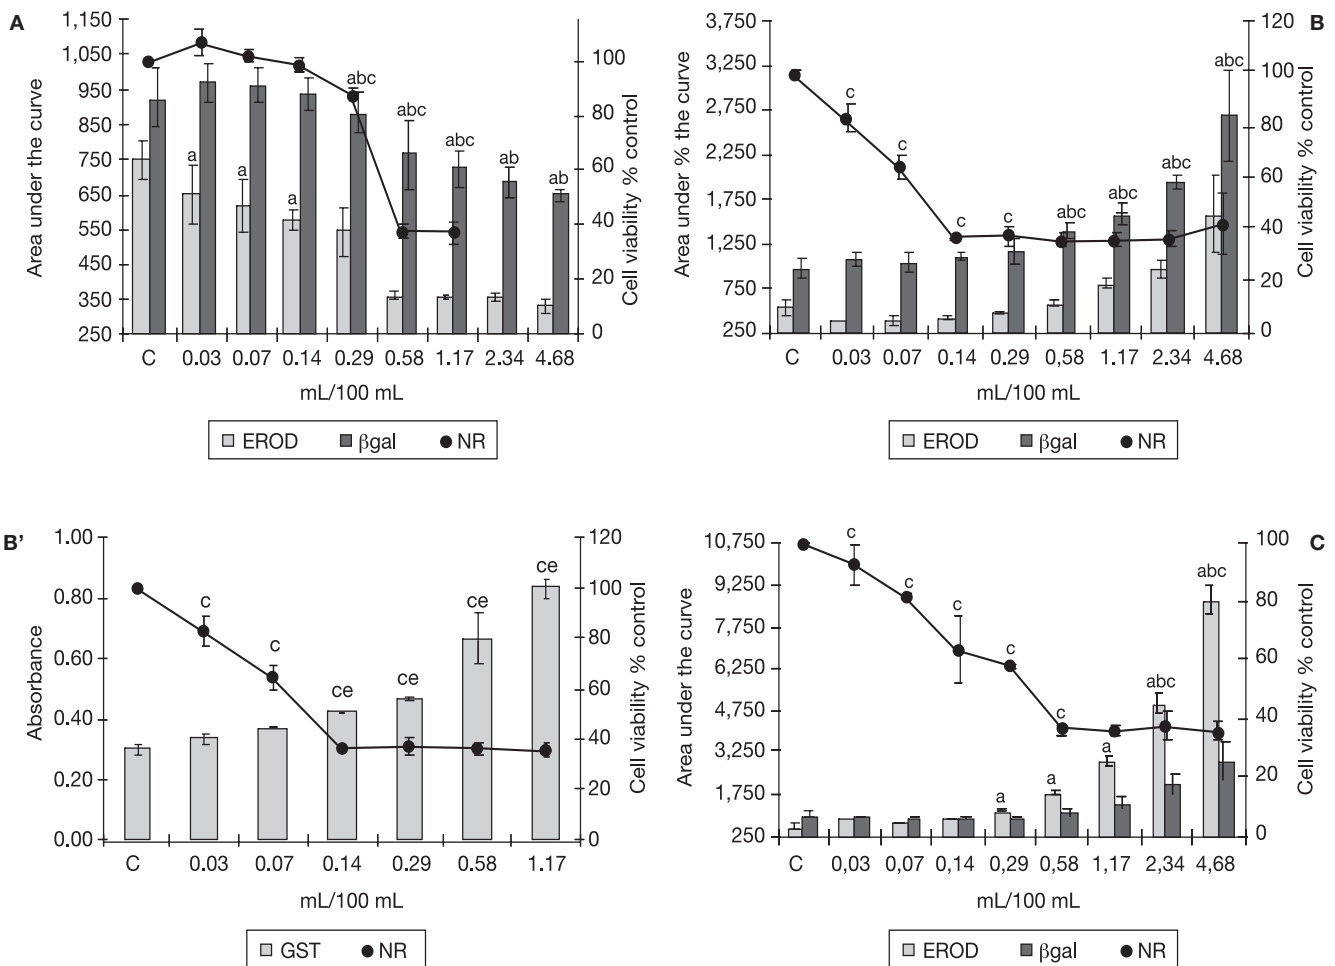 A
Area under the curve
1,150
1,050
950
850
750
650
550
450
350
250
a
a
a
abc
abc
abc
ab
ab
100
80
60
40
20
0
Cell viability % control
C 0.03 0.07 0.14 0.29 0.58 1.17 2.34 4.68
mL/100 mL
EROD βgal NR
B
Area under % the curve
3,750
3,250
2,750
2,250
1,750
1,250
750
250
c
c
c
c
abc
abc
abc
abc
120
100
80
60
40
20
0
Cell viability % control
C 0.03 0.07 0.14 0.29 0,58 1.17 2.34 4.68
mL/100 mL
EROD βgal NR
B'
Absorbance
1.00
0.80
0.60
0.40
0.20
0.00
c
c
ce
ce
ce
ce
120
100
80
60
40
20
0
Cell viability % control
C 0.03 0.07 0.14 0.29 0.58 1.17
mL/100 mL
GST NR
C
Area under the curve
10,750
9,250
7,750
6,250
4,750
3,250
1,750
250
c
c
c
c
c
a
a
a
abc
abc
100
80
60
40
20
0
Cell viability % control
C 0,03 0,07 0,14 0,29 0,58 1,17 2,34 4,68
mL/100 mL
EROD βgal NR